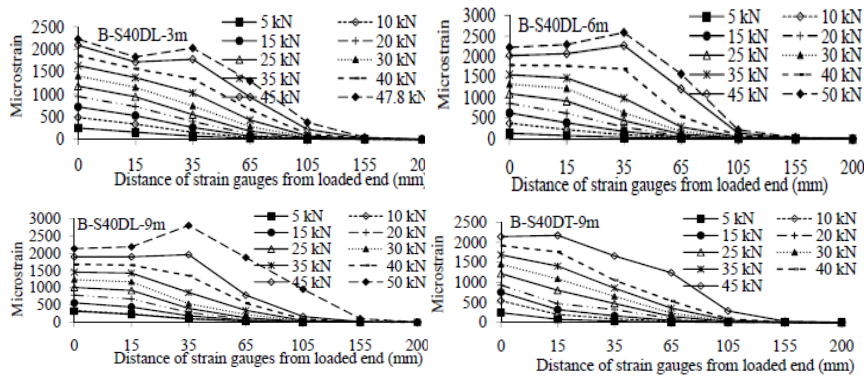 B-S40DL-3m
5 kN 10 kN
15 kN 20 kN
25 kN 30 kN
35 kN 40 kN
45 kN 47.8 kN
2500
2000
1500
1000
500
0
Microstrain
0 15 35 65 105 155 200
Distance of strain gauges from loaded end (mm)
B-S40DL-6m
5 kN 10 kN
15 kN 20 kN
25 kN 30 kN
35 kN 40 kN
45 kN 50 kN
3000
2500
2000
1500
1000
500
0
Microstrain
0 15 35 65 105 155 200
Distance of strain gauges from loaded end (mm)
B-S40DL-9m
5 kN 10 kN
15 kN 20 kN
25 kN 30 kN
35 kN 40 kN
45 kN 50 kN
3000
2500
2000
1500
1000
500
0
Microstrain
0 15 35 65 105 155 200
Distance of strain gauges from loaded end (mm)
B-S40DT-9m
5 kN 10 kN
15 kN 20 kN
25 kN 30 kN
35 kN 40 kN
45 kN
2500
2000
1500
1000
500
0
Microstrain
0 15 35 65 105 155 200
Distance of strain gauges from loaded end (mm)